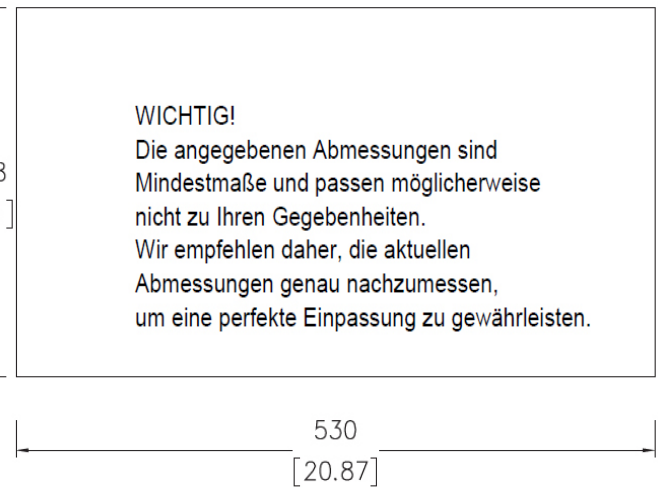 WICHTIG!
Die angegebenen Abmessungen sind
Mindestmaße und passen möglicherweise
nicht zu Ihren Gegebenheiten.
Wir empfehlen daher, die aktuellen
Abmessungen genau nachzumessen,
um eine perfekte Einpassung zu gewährleisten.
530
[20.87]